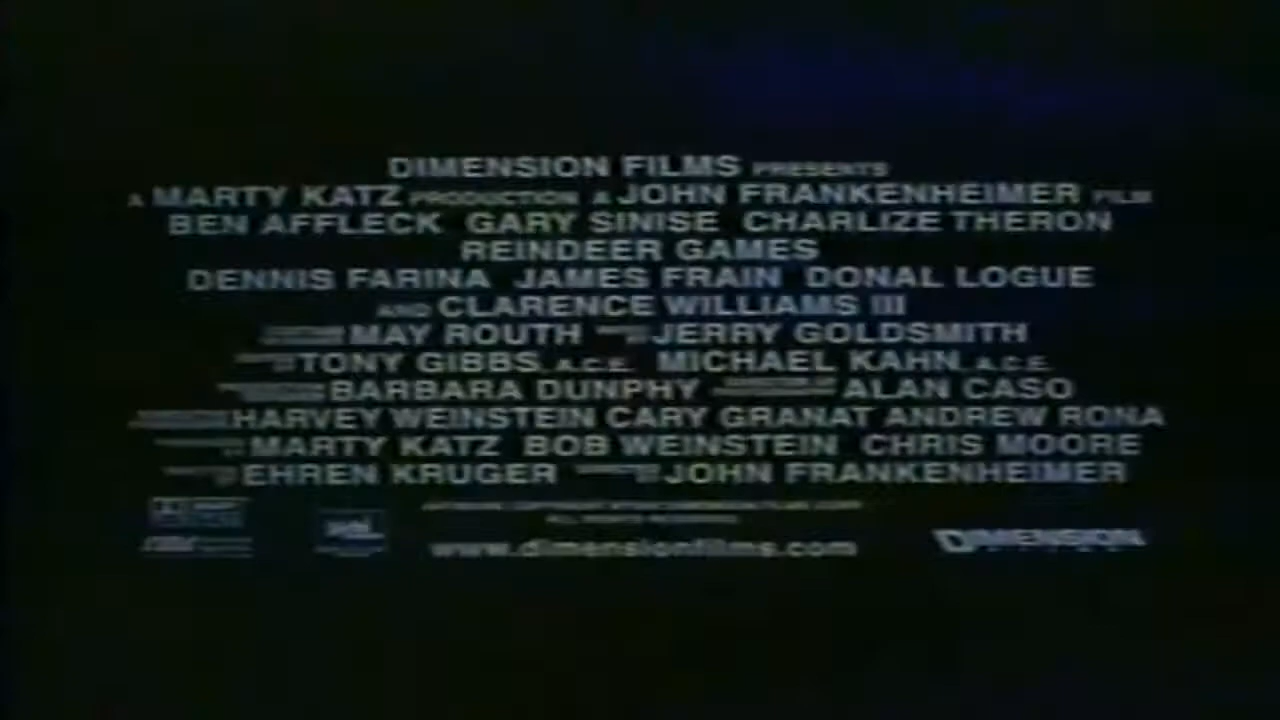 DIMENSION FILMS PRESENTS
A MARTY KATZ PRODUCTION A JOHN FRANKENHEIMER FILM
BEN AFFLECK GARY SINISE CHARLIZE THERON
REINDEER GAMES
DENNIS FARINA JAMES FRAIN DONAL LOGUE
AND CLARENCE WILLIAMS III
MAY ROUTH JERRY GOLDSMITH
TONY GIBBS, A.C.E. MICHAEL KAHN, A.C.E.
BARBARA DUNPHY ALAN CASO
HARVEY WEINSTEIN CARY GRANAT ANDREW RONA
MARTY KATZ BOB WEINSTEIN CHRIS MOORE
EHREN KRUGER JOHN FRANKENHEIMER
ALL RIGHTS RESERVED
www.dimensionfilms.com
DIMENSION